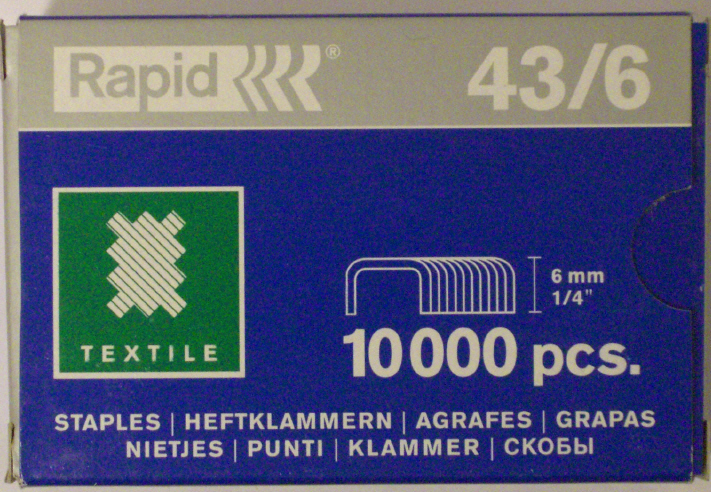 Rapid ® 43/6
6 mm
1/4"
10 000 pcs.
TEXTILE
STAPLES | HEFTKLAMMERN | AGRAFES | GRAPAS
NIETJES | PUNTI | KLAMMER | СКОБЫ